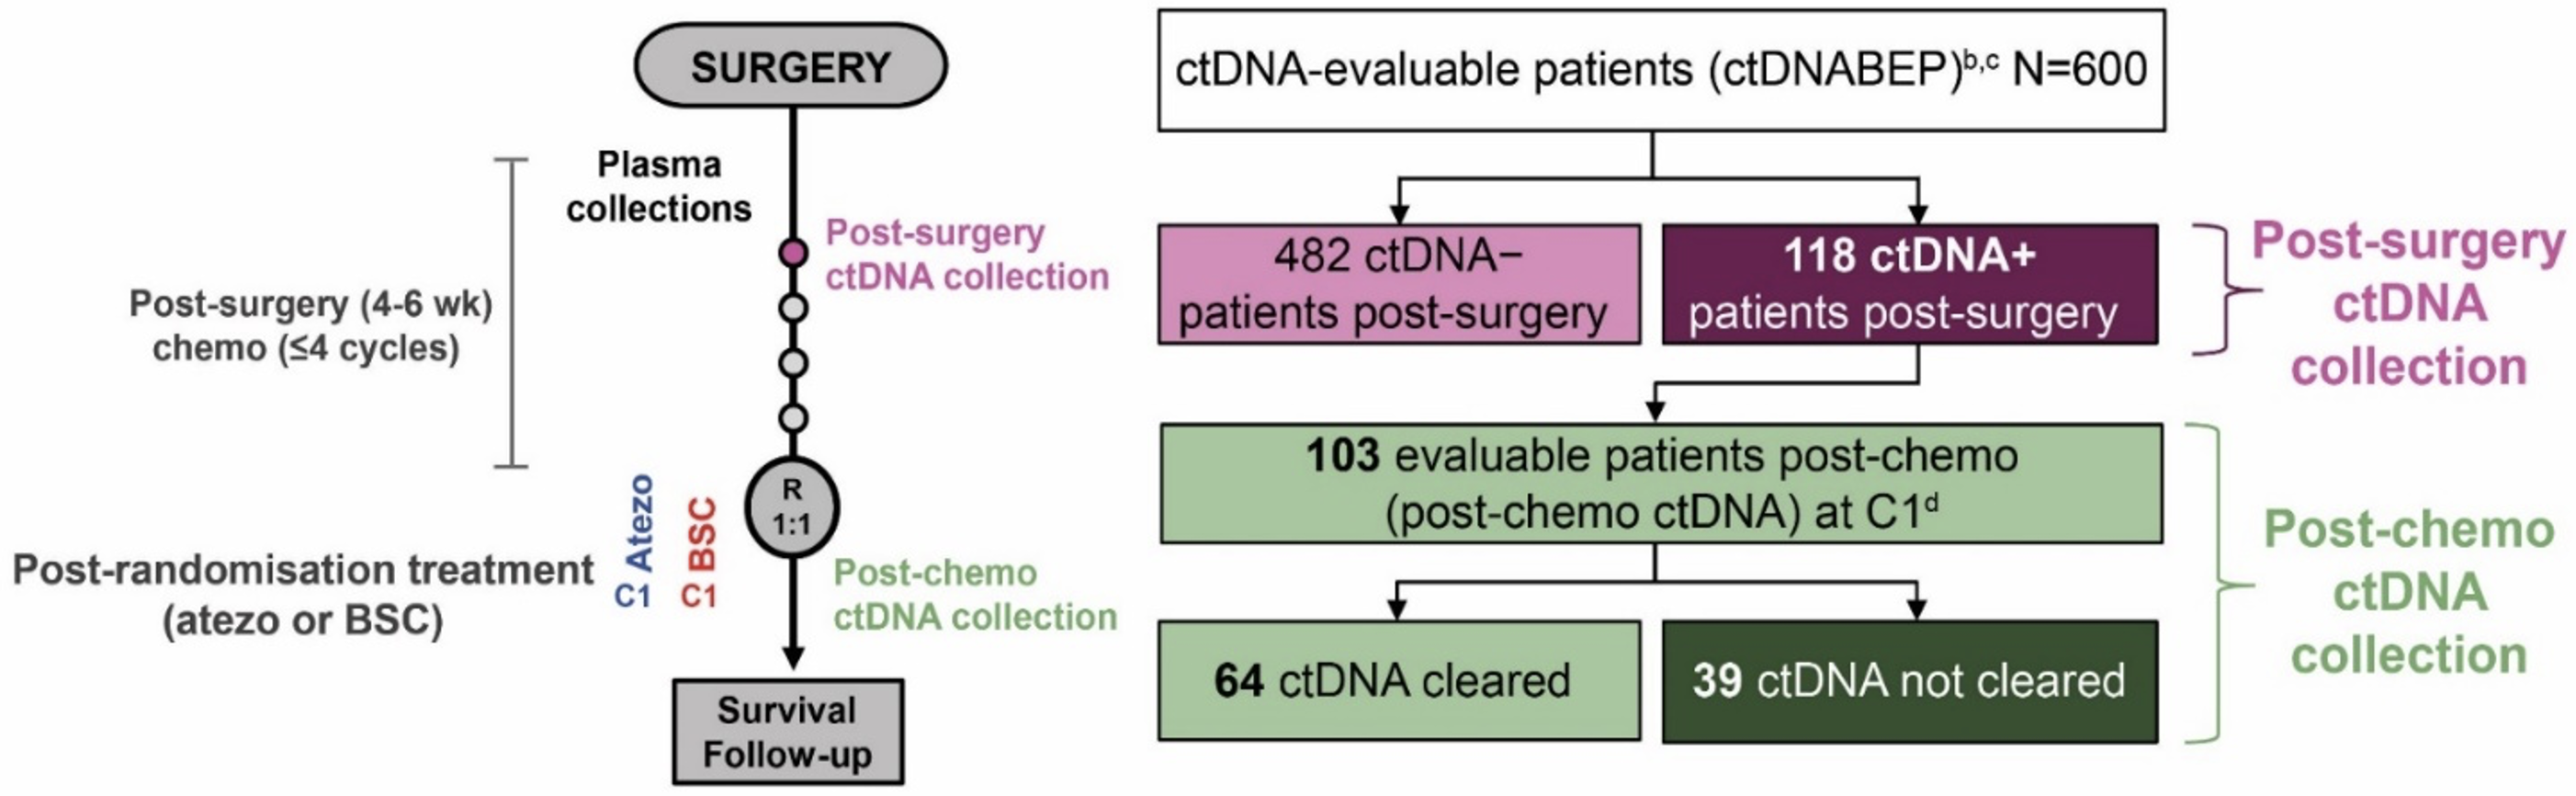 SURGERY
Plasma
collections
Post-surgery
ctDNA collection
Post-surgery (4-6 wk)
chemo (≤4 cycles)
R
1:1
C1 Atezo
C1 BSC
Post-randomisation treatment
(atezo or BSC)
Post-chemo
ctDNA collection
Survival
Follow-up
ctDNA-evaluable patients (ctDNABEP)b,c N=600
482 ctDNA−
patients post-surgery
118 ctDNA+
patients post-surgery
Post-surgery
ctDNA
collection
103 evaluable patients post-chemo
(post-chemo ctDNA) at C1d
64 ctDNA cleared
39 ctDNA not cleared
Post-chemo
ctDNA
collection